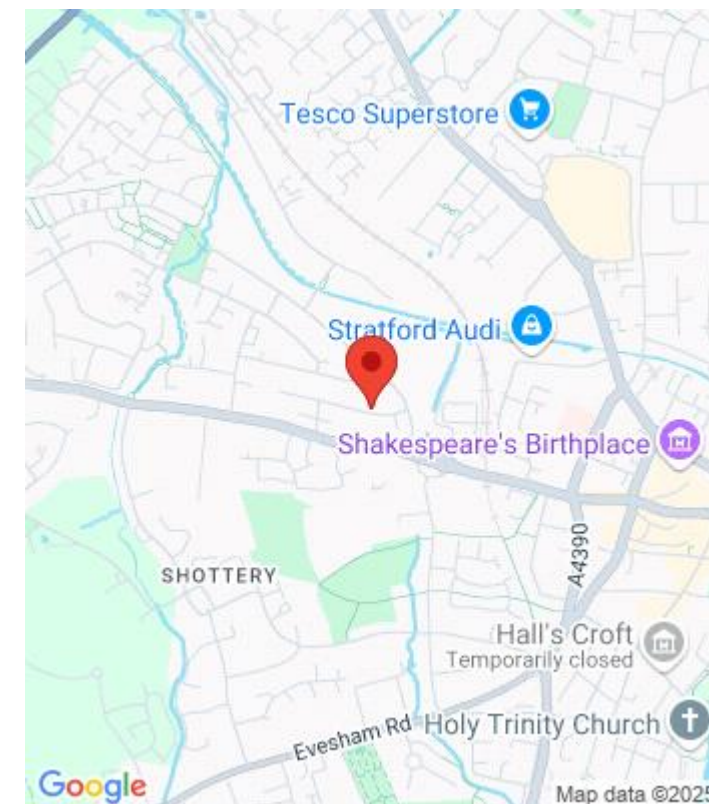 Tesco Superstore
Stratford Audi
Shakespeare's Birthplace
A4390
SHOTTERY
Hall's Croft
Temporarily closed
Evesham Rd
Holy Trinity Church
Google
Map data ©2025